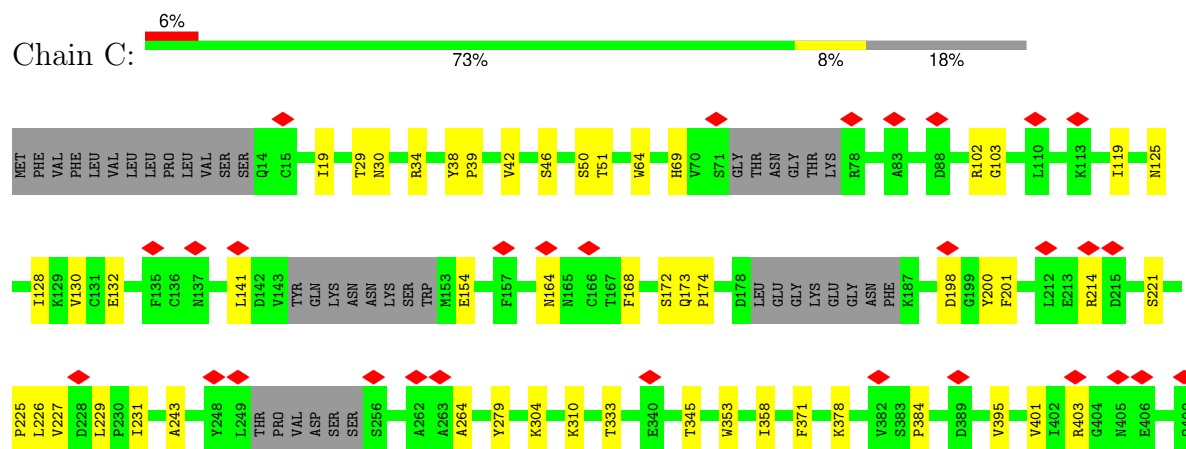 6%
Chain C:
73% 8% 18%
MET PHE VAL PHE LEU VAL LEU LEU PRO LEU VAL SER SER Q14 C15 I19 T29 N30 R34 Y38 P39 V42 S46 S50 T51 W64 H69 V70 S71 GLY THR ASN GLY THR LYS R78 A83 D88 R102 G103 L110 K113 I119 N125
I128 K129 V130 C131 E132 F135 C136 N137 L141 D142 V143 TYR GLN LYS ASN ASN LYS SER TRP M153 E154 F157 N164 N165 C166 T167 F168 S172 Q173 P174 D178 LEU GLU GLY LYS GLU GLY ASN PHE K187 D198 G199 Y200 F201 L212 E213 R214 D215 S221
P225 L226 V227 D228 L229 P230 I231 A243 Y248 L249 THR PRO VAL ASP SER SER S256 A262 A263 A264 Y279 K304 K310 T333 E340 T345 W353 I358 F371 K378 V382 S383 P384 D389 V395 V401 I402 R403 G404 N405 E406